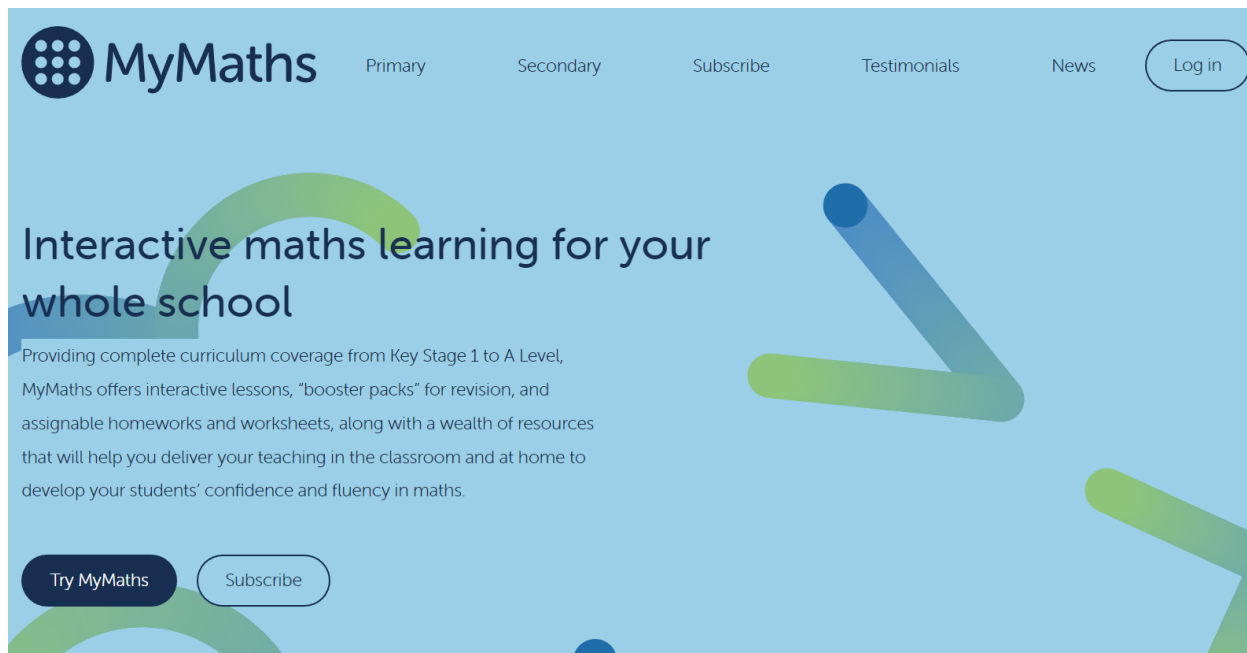 MyMaths
Primary
Secondary
Subscribe
Testimonials
News
Log in
Interactive maths learning for your
whole school
Providing complete curriculum coverage from Key Stage 1 to A Level,
MyMaths offers interactive lessons, “booster packs” for revision, and
assignable homeworks and worksheets, along with a wealth of resources
that will help you deliver your teaching in the classroom and at home to
develop your students’ confidence and fluency in maths.
Try MyMaths
Subscribe